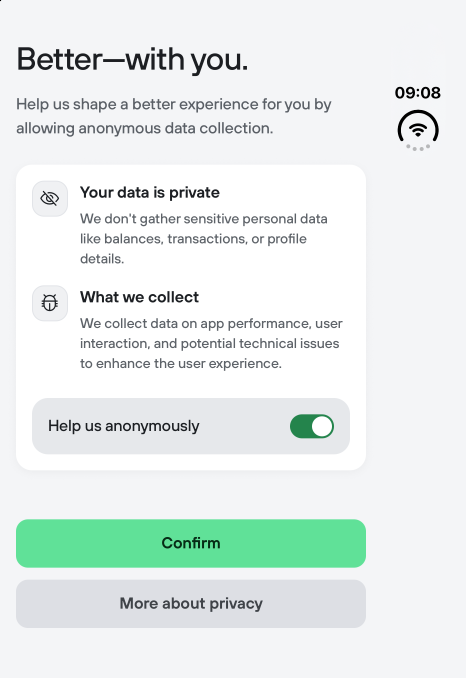 Better—with you.
09:08
Help us shape a better experience for you by
allowing anonymous data collection.
Your data is private
We don't gather sensitive personal data
like balances, transactions, or profile
details.
What we collect
We collect data on app performance, user
interaction, and potential technical issues
to enhance the user experience.
Help us anonymously
Confirm
More about privacy